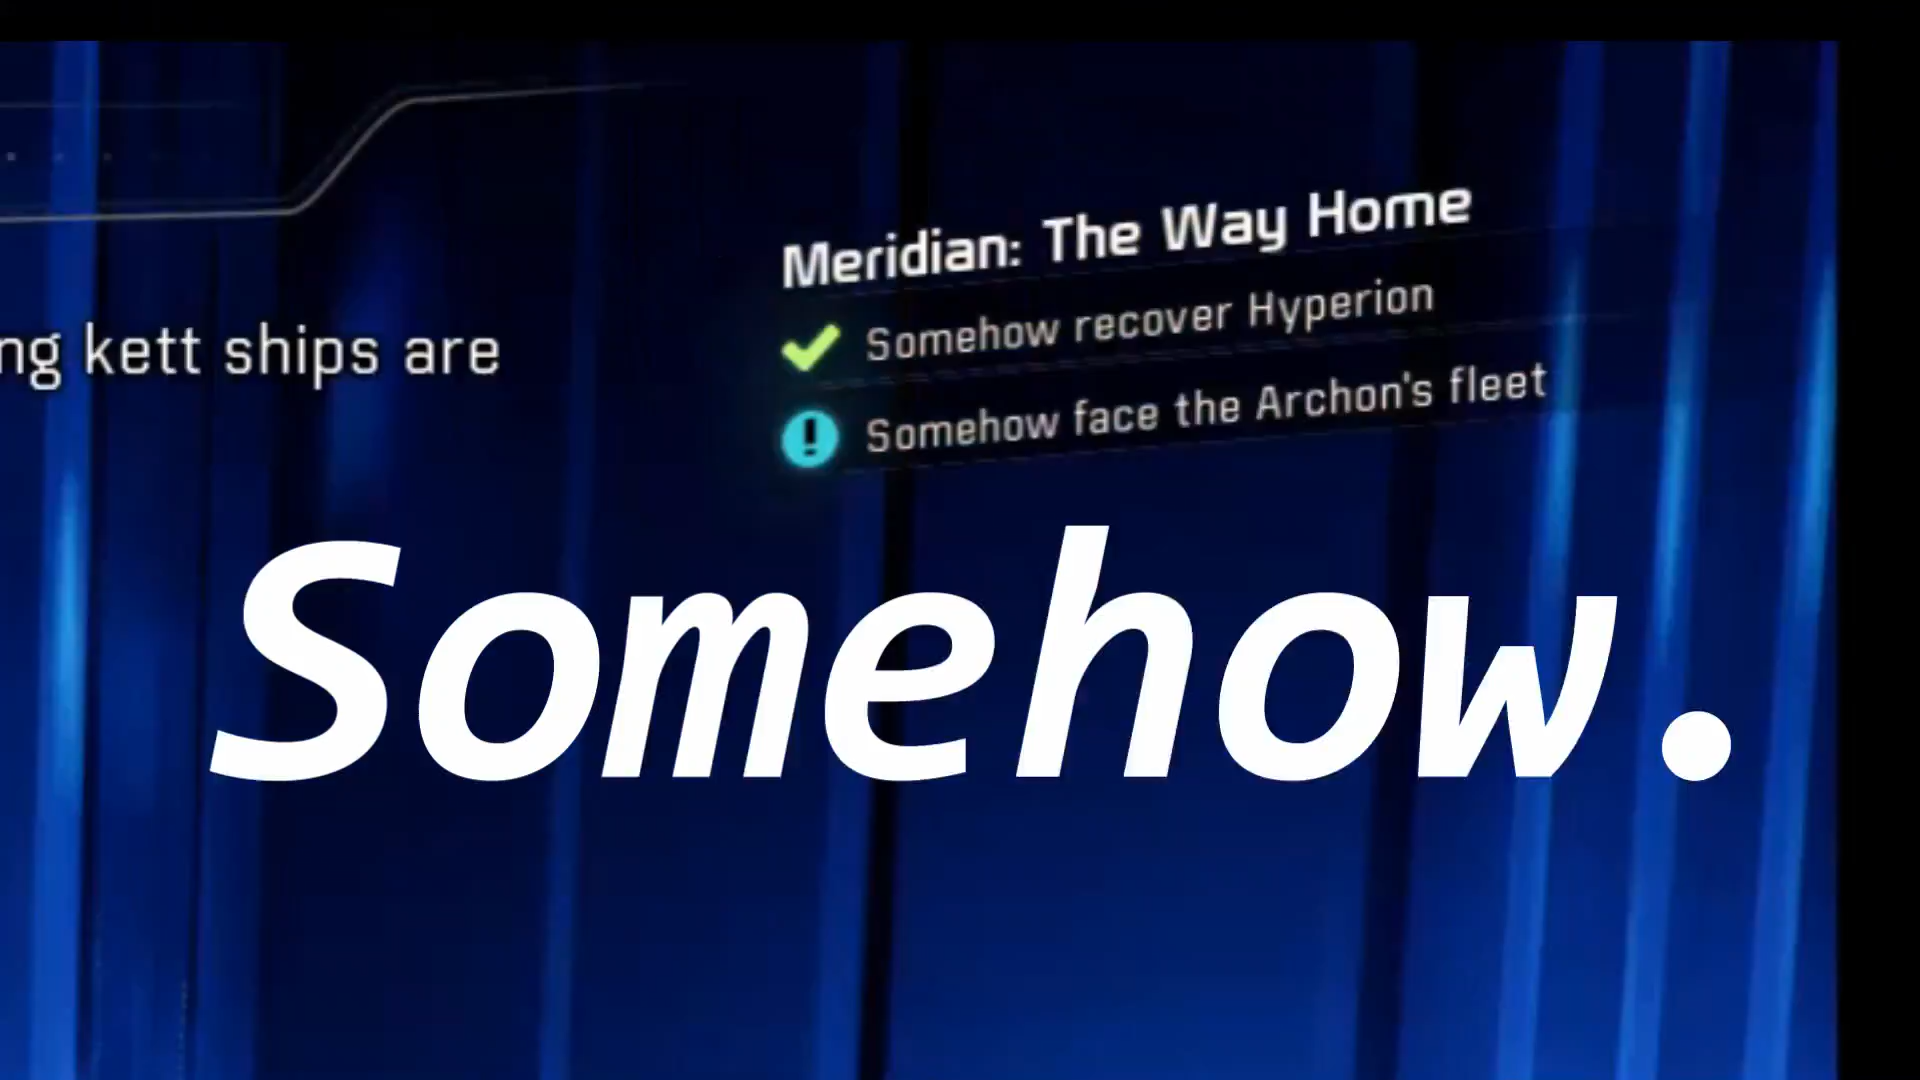 Meridian: The Way Home
Somehow recover Hyperion
ng kett ships are
Somehow face the Archon's fleet
Somehow.